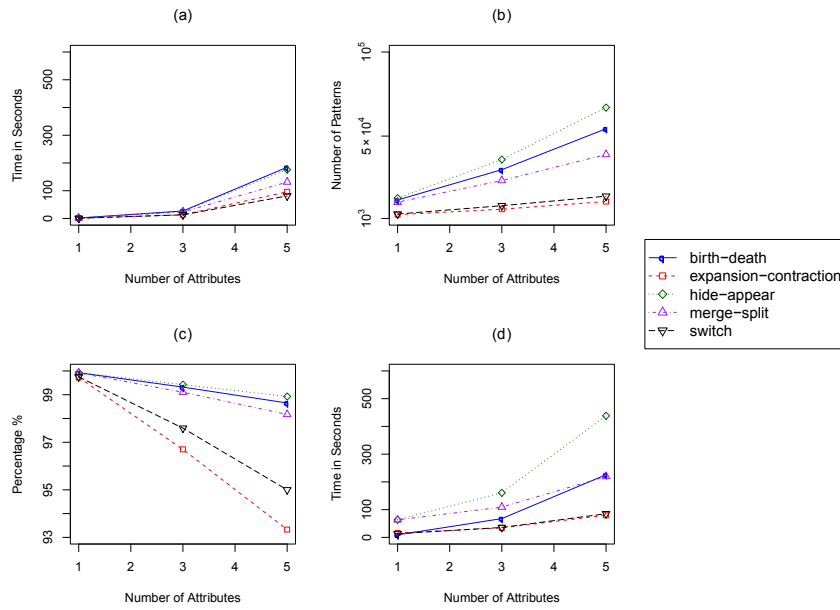 (a)
Time in Seconds
0
100
300
500
1 2 3 4 5
Number of Attributes
(b)
Number of Patterns
10^3
5×10^4
10^5
1 2 3 4 5
Number of Attributes
birth−death
expansion−contraction
hide−appear
merge−split
switch
(c)
Percentage %
93
95
97
99
1 2 3 4 5
Number of Attributes
(d)
Time in Seconds
0
100
300
500
1 2 3 4 5
Number of Attributes